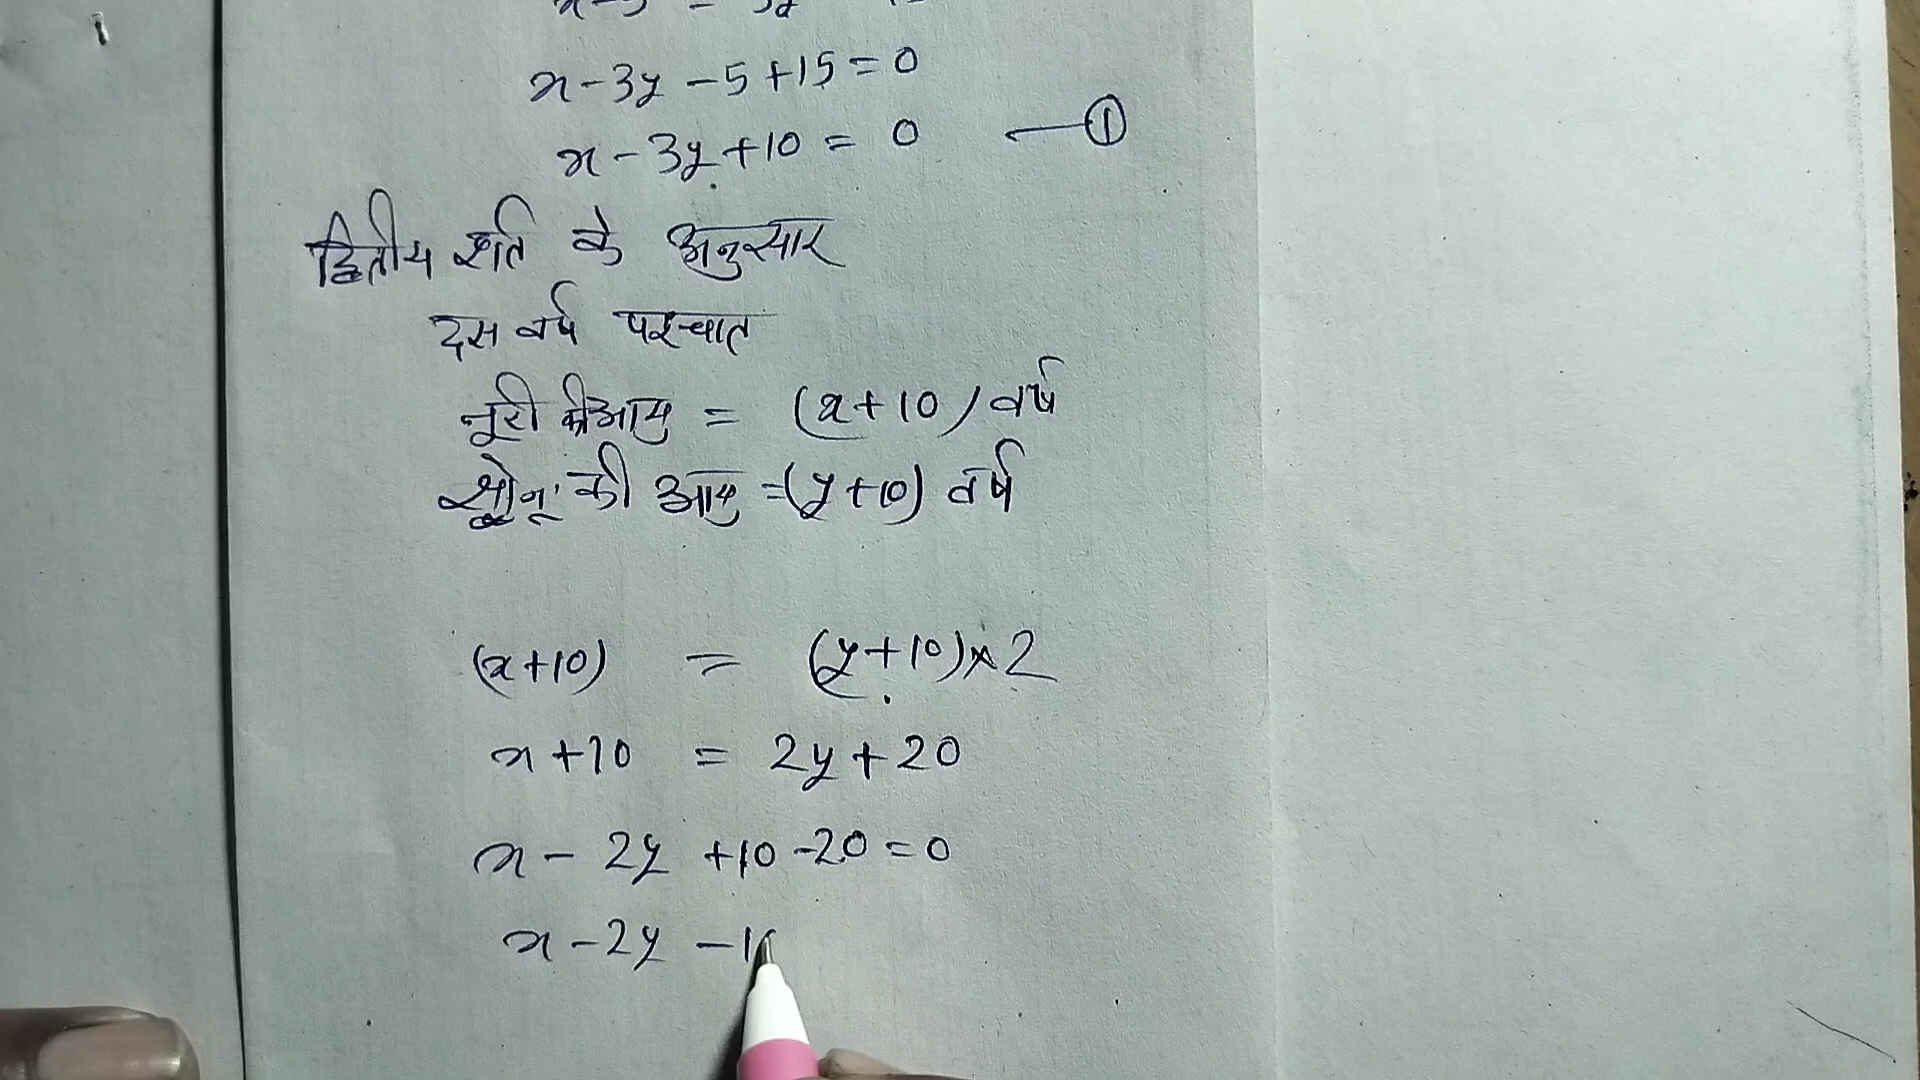 x-3y-5+15=0
x-3y+10=0 —①
द्वितीय शर्त के अनुसार
दस वर्ष पश्चात
नूरी की आयु = (x+10) वर्ष
सोनू की आयु =(y+10) वर्ष
(x+10) = (y+10)×2
x+10 = 2y+20
x-2y+10-20=0
x-2y-10